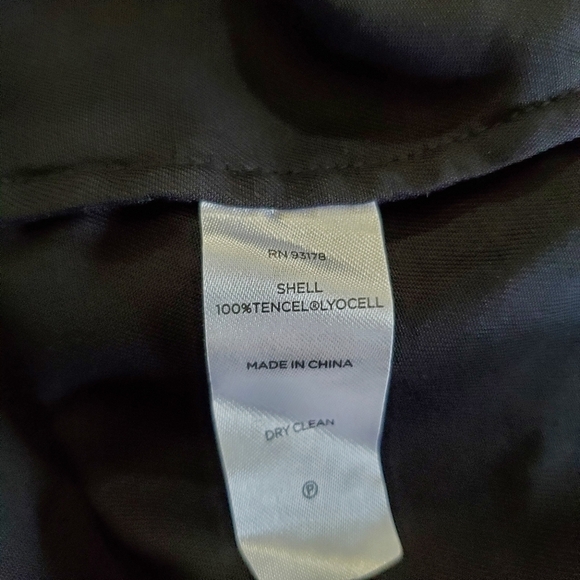 RN 93178
SHELL
100%TENCEL®LYOCELL
MADE IN CHINA
DRY CLEAN
Ⓟ